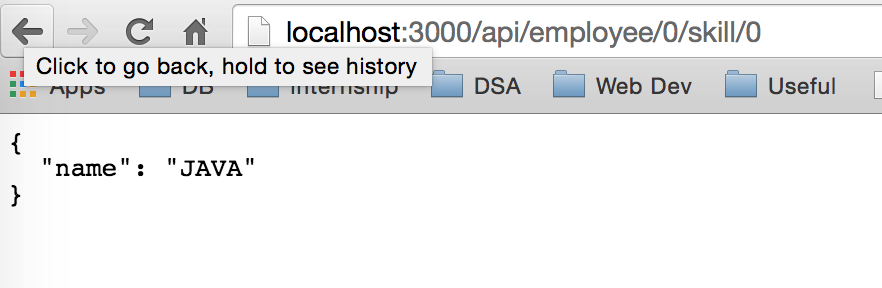 localhost:3000/api/employee/0/skill/0
Click to go back, hold to see history
Apps DB Internship DSA Web Dev Useful
{
"name": "JAVA"
}